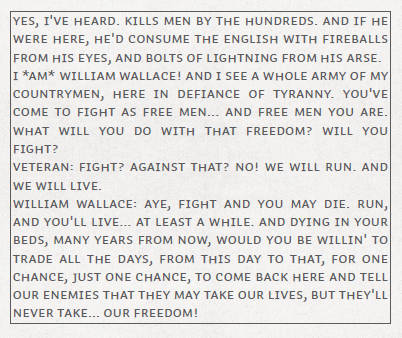 YES, I'VE HEARD. KILLS MEN BY THE HUNDREDS. AND IF HE
WERE HERE, HE'D CONSUME THE ENGLISH WITH FIREBALLS
FROM HIS EYES, AND BOLTS OF LIGHTNING FROM HIS ARSE.
I *AM* WILLIAM WALLACE! AND I SEE A WHOLE ARMY OF MY
COUNTRYMEN, HERE IN DEFIANCE OF TYRANNY. YOU'VE
COME TO FIGHT AS FREE MEN... AND FREE MEN YOU ARE.
WHAT WILL YOU DO WITH THAT FREEDOM? WILL YOU
FIGHT?
VETERAN: FIGHT? AGAINST THAT? NO! WE WILL RUN. AND
WE WILL LIVE.
WILLIAM WALLACE: AYE, FIGHT AND YOU MAY DIE. RUN,
AND YOU'LL LIVE... AT LEAST A WHILE. AND DYING IN YOUR
BEDS, MANY YEARS FROM NOW, WOULD YOU BE WILLIN' TO
TRADE ALL THE DAYS, FROM THIS DAY TO THAT, FOR ONE
CHANCE, JUST ONE CHANCE, TO COME BACK HERE AND TELL
OUR ENEMIES THAT THEY MAY TAKE OUR LIVES, BUT THEY'LL
NEVER TAKE... OUR FREEDOM!